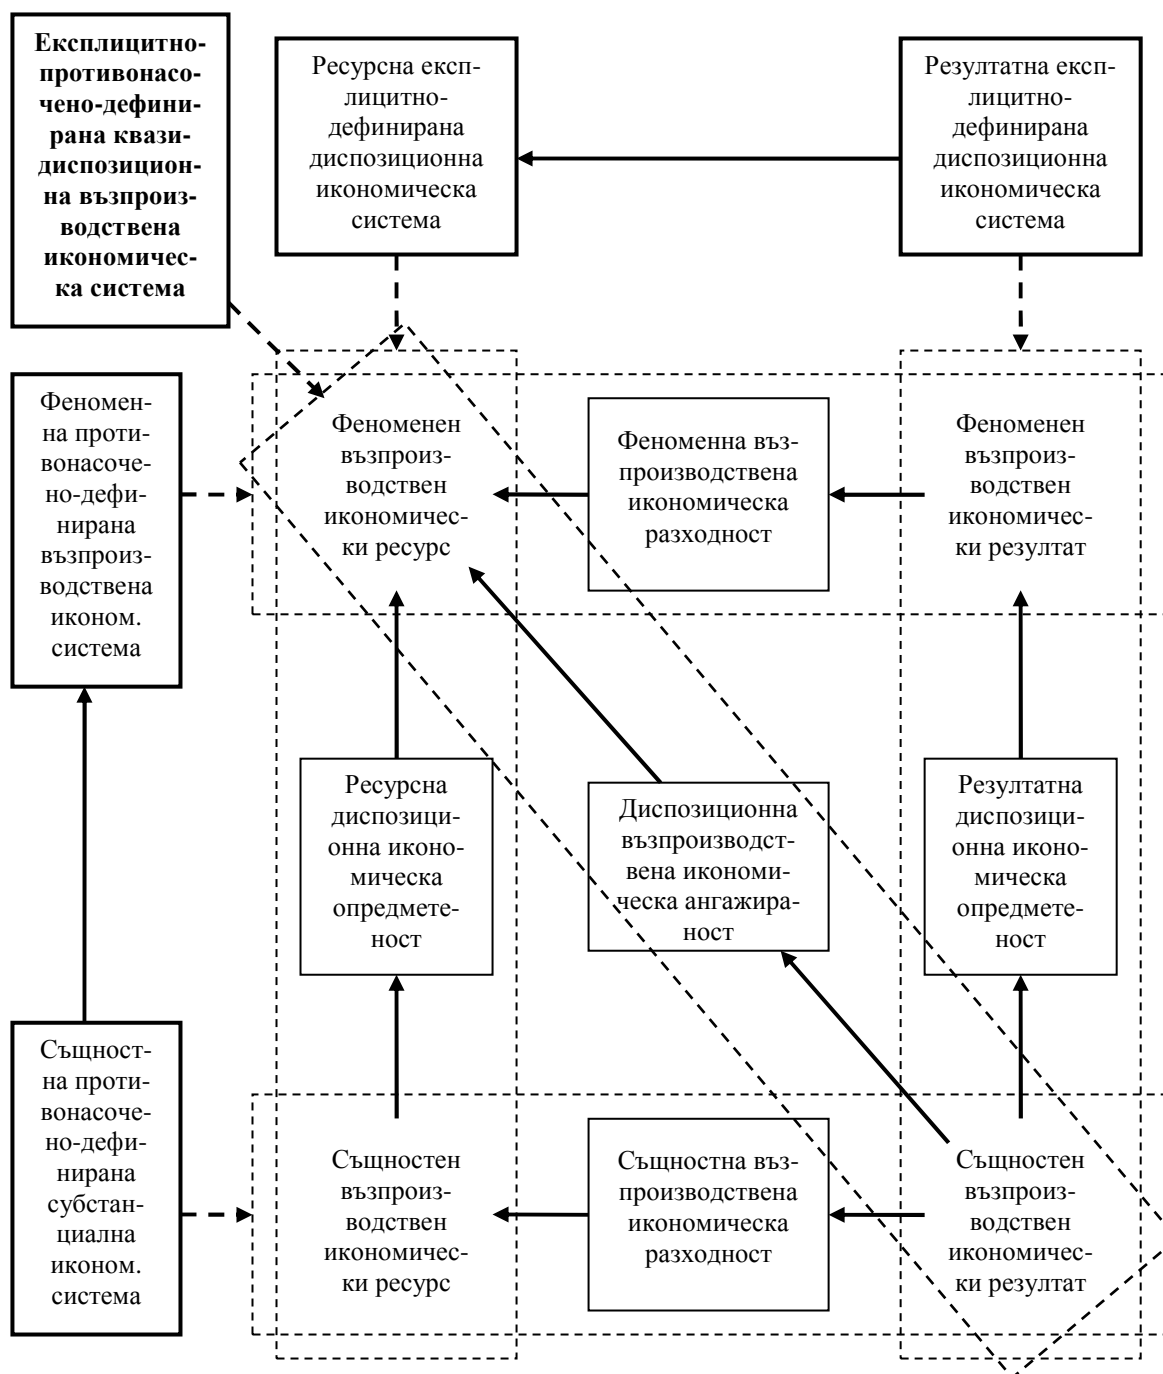 Експлицитно-
противонасо-
чено-дефини-
рана квази-
диспозицион-
на възпроиз-
водствена
икономичес-
ка система
Ресурсна експ-
лицитно-
дефинирана
диспозиционна
икономическа
система
Резултатна експ-
лицитно-
дефинирана
диспозиционна
икономическа
система
Феномен-
на проти-
вонасоче-
но-дефи-
нирана
възпроиз-
водствена
иконом.
система
Феноменен
възпроиз-
водствен
икономичес-
ки ресурс
Феноменна въз-
производствена
икономическа
разходност
Феноменен
възпроиз-
водствен
икономичес-
ки резултат
Ресурсна
диспозици-
онна иконо-
мическа
опредмете-
ност
Диспозиционна
възпроизводст-
вена икономи-
ческа ангажира-
ност
Резултатна
диспозици-
онна иконо-
мическа
опредмете-
ност
Същност-
на проти-
вонасоче-
но-дефи-
нирана
субстан-
циална
иконом.
система
Същностен
възпроиз-
водствен
икономичес-
ки ресурс
Същностна въз-
производствена
икономическа
разходност
Същностен
възпроиз-
водствен
икономичес-
ки резултат